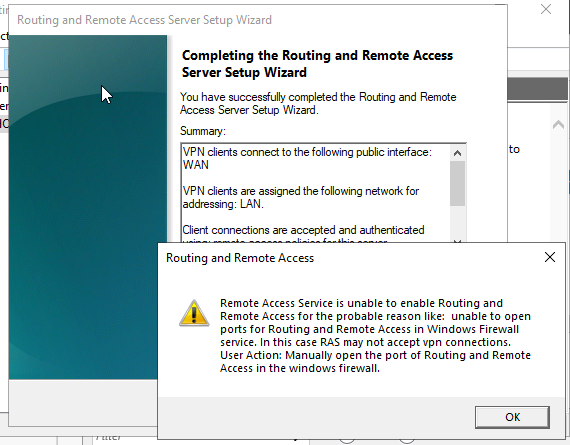 Routing and Remote Access Server Setup Wizard
Completing the Routing and Remote Access
Server Setup Wizard
You have successfully completed the Routing and Remote
Access Server Setup Wizard.
Summary:
VPN clients connect to the following public interface:
WAN
VPN clients are assigned the following network for
addressing: LAN.
Client connections are accepted and authenticated
to
Routing and Remote Access
Remote Access Service is unable to enable Routing and
Remote Access for the probable reason like:  unable to open
ports for Routing and Remote Access in Windows Firewall
service. In this case RAS may not accept vpn connections.
User Action: Manually open the port of Routing and Remote
Access in the windows firewall.
OK